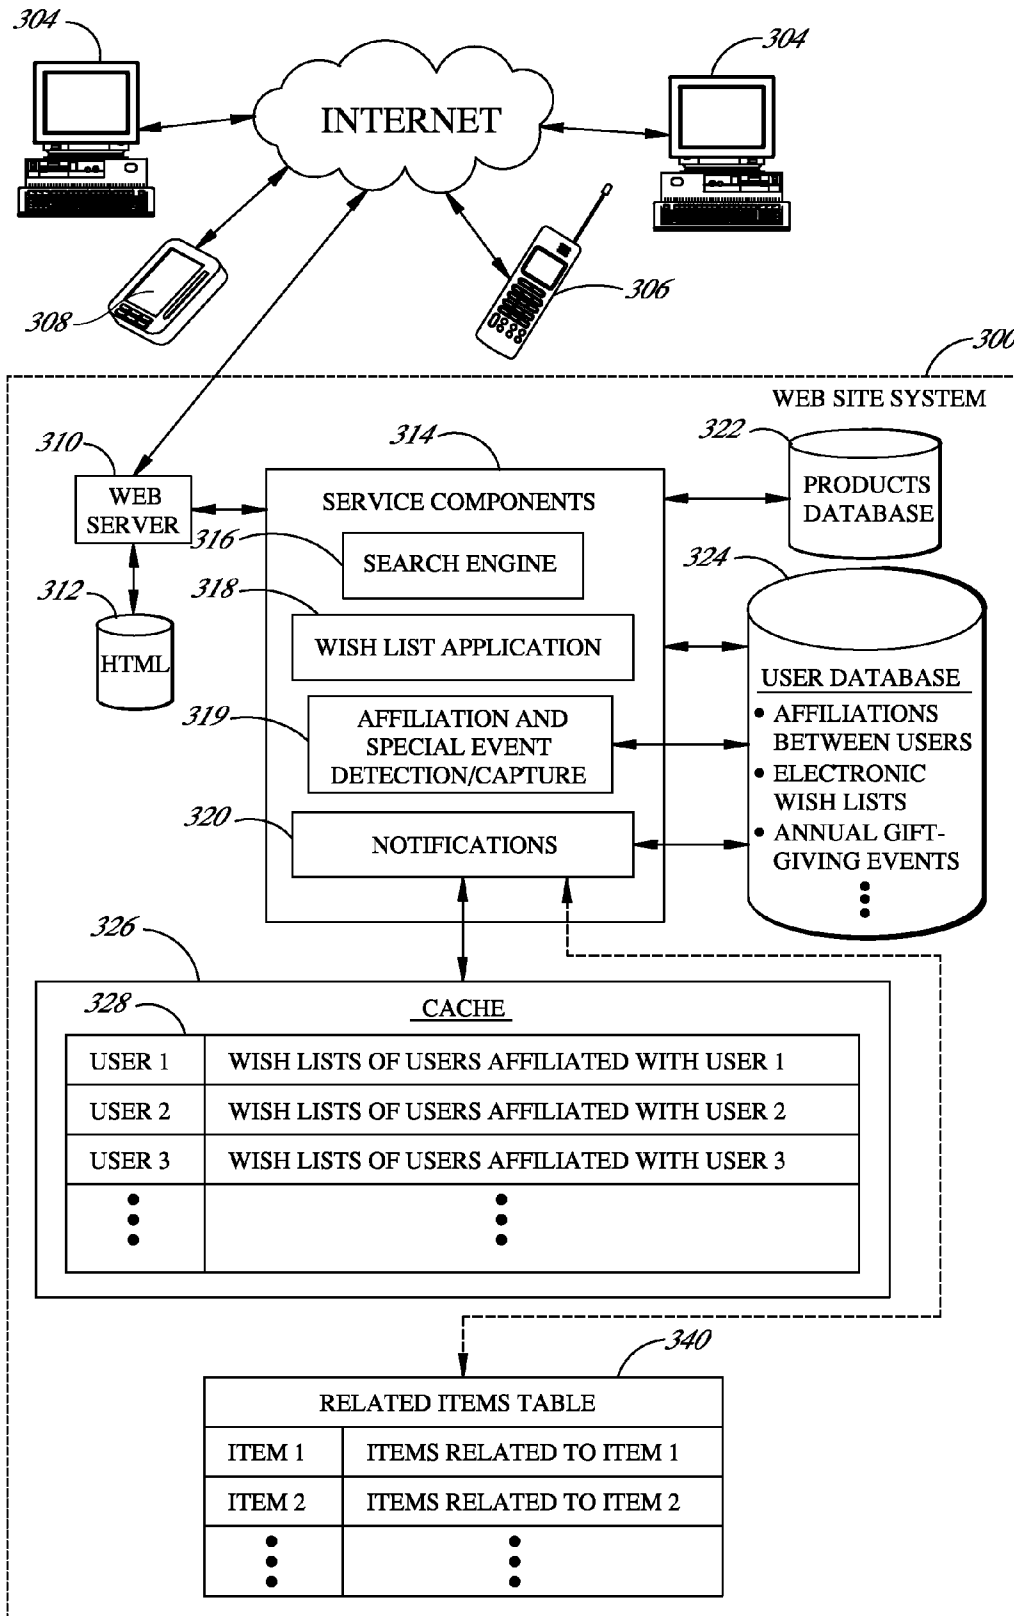 304
304
INTERNET
308
306
300
WEB SITE SYSTEM
310
314
322
WEB
SERVER
SERVICE COMPONENTS
PRODUCTS
DATABASE
316
SEARCH ENGINE
324
312
318
HTML
WISH LIST APPLICATION
USER DATABASE
319
AFFILIATION AND
SPECIAL EVENT
DETECTION/CAPTURE
• AFFILIATIONS
BETWEEN USERS
• ELECTRONIC
WISH LISTS
• ANNUAL GIFT-
GIVING EVENTS
320
NOTIFICATIONS
326
328
CACHE
USER 1 WISH LISTS OF USERS AFFILIATED WITH USER 1
USER 2 WISH LISTS OF USERS AFFILIATED WITH USER 2
USER 3 WISH LISTS OF USERS AFFILIATED WITH USER 3
340
RELATED ITEMS TABLE
ITEM 1 ITEMS RELATED TO ITEM 1
ITEM 2 ITEMS RELATED TO ITEM 2